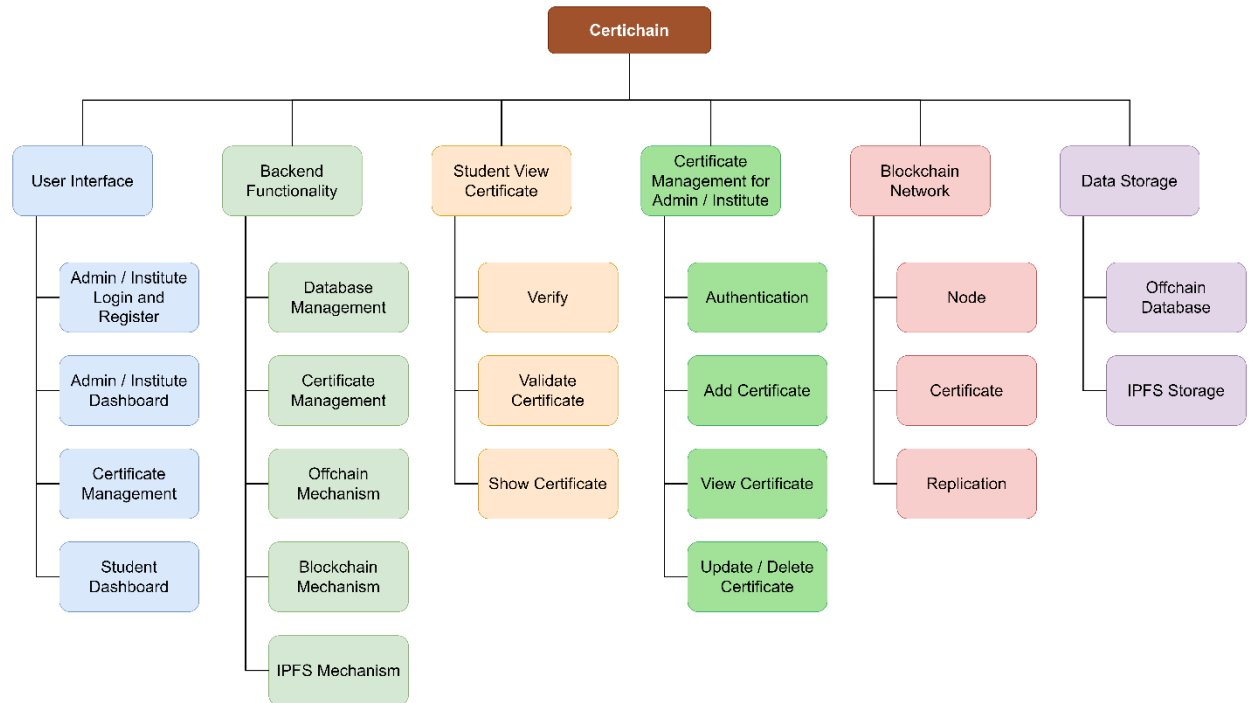 Certichain
User Interface
Backend
Functionality
Student View
Certificate
Certificate
Management for
Admin / Institute
Blockchain
Network
Data Storage
Admin / Institute
Login and
Register
Admin / Institute
Dashboard
Certificate
Management
Student
Dashboard
Database
Management
Certificate
Management
Offchain
Mechanism
Blockchain
Mechanism
IPFS Mechanism
Verify
Validate
Certificate
Show Certificate
Authentication
Add Certificate
View Certificate
Update / Delete
Certificate
Node
Certificate
Replication
Offchain
Database
IPFS Storage